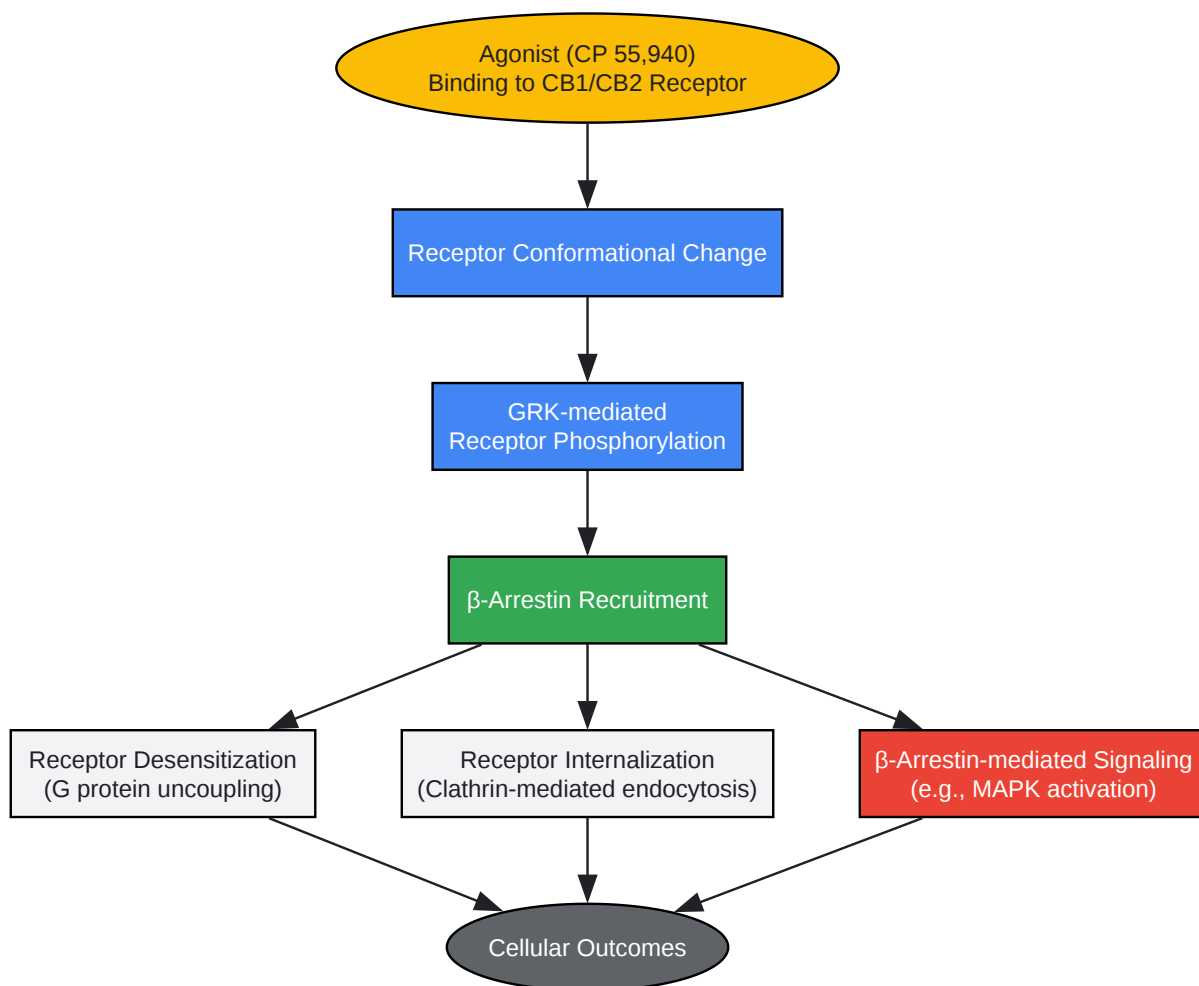 Agonist (CP 55,940)
Binding to CB1/CB2 Receptor
Receptor Conformational Change
GRK-mediated
Receptor Phosphorylation
β-Arrestin Recruitment
Receptor Desensitization
(G protein uncoupling)
Receptor Internalization
(Clathrin-mediated endocytosis)
β-Arrestin-mediated Signaling
(e.g., MAPK activation)
Cellular Outcomes